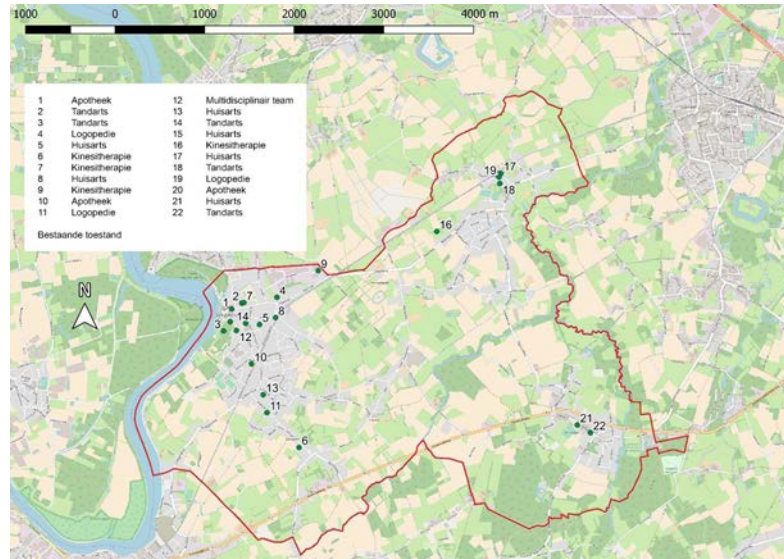 1000 0 1000 2000 3000 4000 m
1 Apotheek
2 Tandarts
3 Tandarts
4 Logopedie
5 Huisarts
6 Kinesitherapie
7 Kinesitherapie
8 Huisarts
9 Kinesitherapie
10 Apotheek
11 Logopedie
12 Multidisciplinair team
13 Huisarts
14 Tandarts
15 Huisarts
16 Kinesitherapie
17 Huisarts
18 Tandarts
19 Logopedie
20 Apotheek
21 Huisarts
22 Tandarts
Bestaande toestand
N
19 17
18
16
9
4
1 2 7
3 14 5 8
12
10
13
11
6
21
22